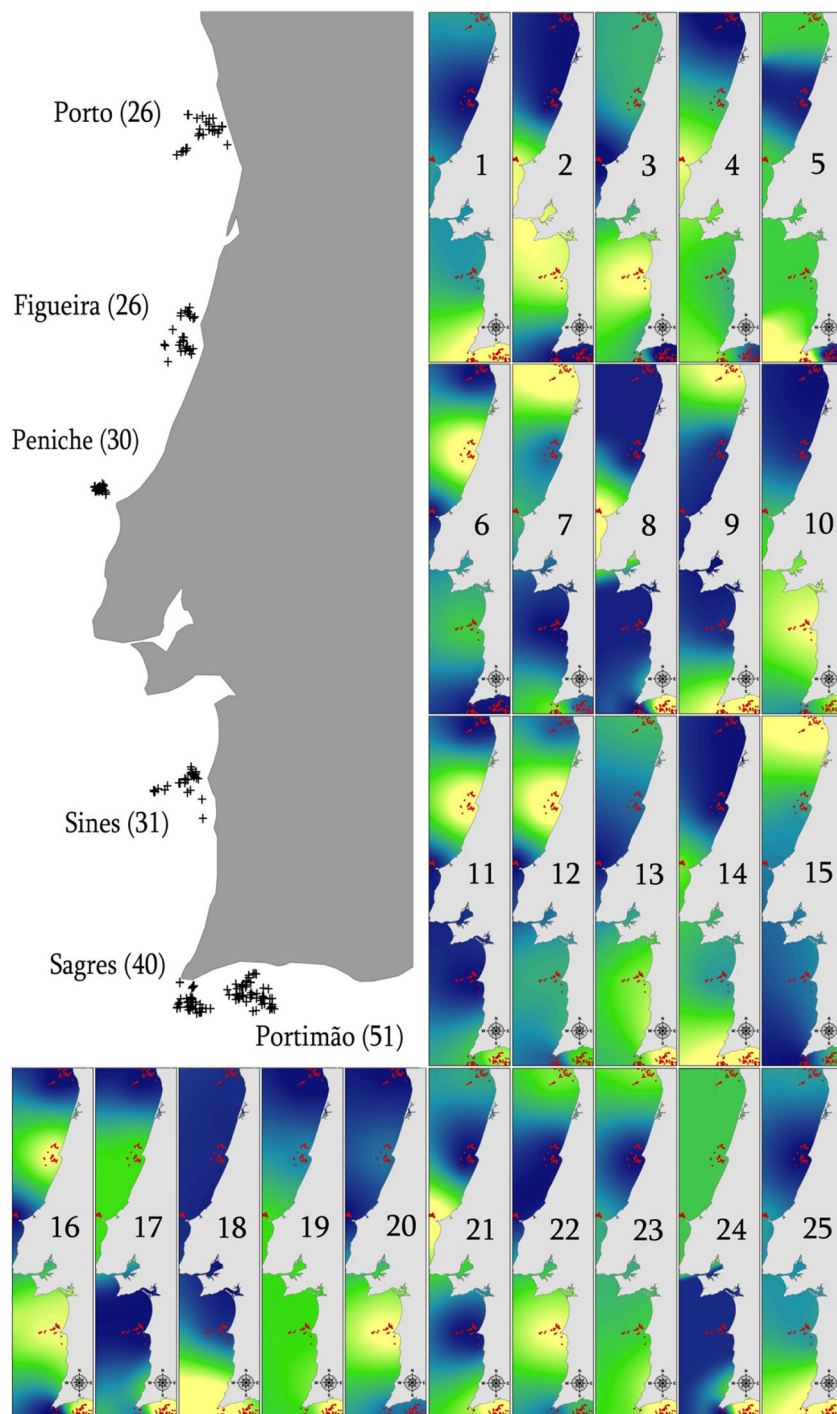 Porto (26)
Figueira (26)
Peniche (30)
Sines (31)
Sagres (40)
Portimão (51)
1 2 3 4 5
6 7 8 9 10
11 12 13 14 15
16 17 18 19 20 21 22 23 24 25